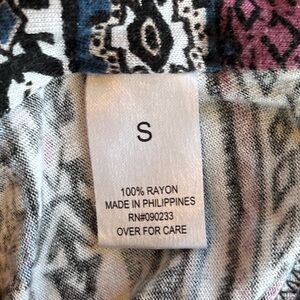 S
100% RAYON
MADE IN PHILIPPINES
RN#090233
OVER FOR CARE